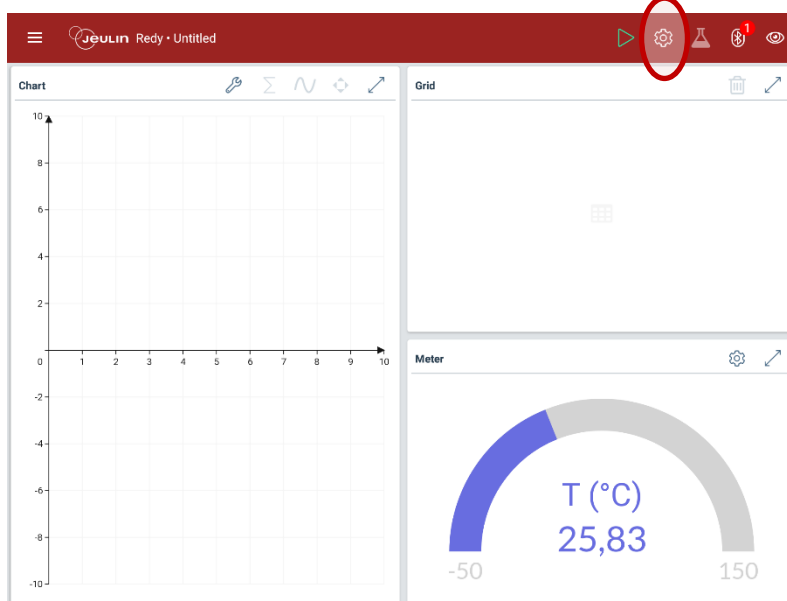 Jeulin Redy • Untitled
1
Chart
10
8
6
4
2
0 1 2 3 4 5 6 7 8 9 10
-2
-4
-6
-8
-10
Grid
Meter
T (°C)
25,83
-50 150